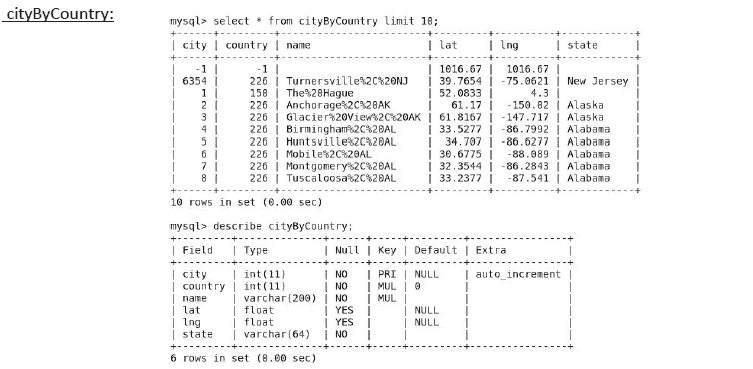 cityByCountry:
mysql> select * from cityByCountry limit 10;
+------+---------+----------------------+---------+----------+------------+
| city | country | name | lat | lng | state |
+------+---------+----------------------+---------+----------+------------+
| -1 | -1 | | 1016.67 | 1016.67 | |
| 6354 | 226 | Turnersville%2C%20NJ | 39.7654 | -75.0621 | New Jersey |
| 1 | 150 | The%20Hague | 52.0833 | 4.3 | |
| 2 | 226 | Anchorage%2C%20AK | 61.17 | -150.02 | Alaska |
| 3 | 226 | Glacier%20View%2C%20AK | 61.8167 | -147.717 | Alaska |
| 4 | 226 | Birmingham%2C%20AL | 33.5277 | -86.7992 | Alabama |
| 5 | 226 | Huntsville%2C%20AL | 34.707 | -86.6277 | Alabama |
| 6 | 226 | Mobile%2C%20AL | 30.6775 | -88.089 | Alabama |
| 7 | 226 | Montgomery%2C%20AL | 32.3544 | -86.2843 | Alabama |
| 8 | 226 | Tuscaloosa%2C%20AL | 33.2377 | -87.541 | Alabama |
+------+---------+----------------------+---------+----------+------------+
10 rows in set (0.00 sec)
mysql> describe cityByCountry;
+---------+--------------+------+-----+---------+----------------+
| Field | Type | Null | Key | Default | Extra |
+---------+--------------+------+-----+---------+----------------+
| city | int(11) | NO | PRI | NULL | auto_increment |
| country | int(11) | NO | MUL | 0 | |
| name | varchar(200) | NO | MUL | | |
| lat | float | YES | | NULL | |
| lng | float | YES | | NULL | |
| state | varchar(64) | NO | | | |
+---------+--------------+------+-----+---------+----------------+
6 rows in set (0.00 sec)